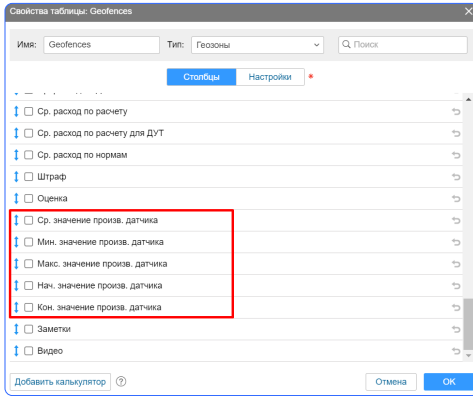 Свойства таблицы: Geofences
Имя: Geofences Тип: Геозоны Поиск
Столбцы Настройки *
Ср. расход по расчету
Ср. расход по расчету для ДУТ
Ср. расход по нормам
Штраф
Оценка
Ср. значение произв. датчика
Мин. значение произв. датчика
Макс. значение произв. датчика
Нач. значение произв. датчика
Кон. значение произв. датчика
Заметки
Видео
Добавить калькулятор ? Отмена OK